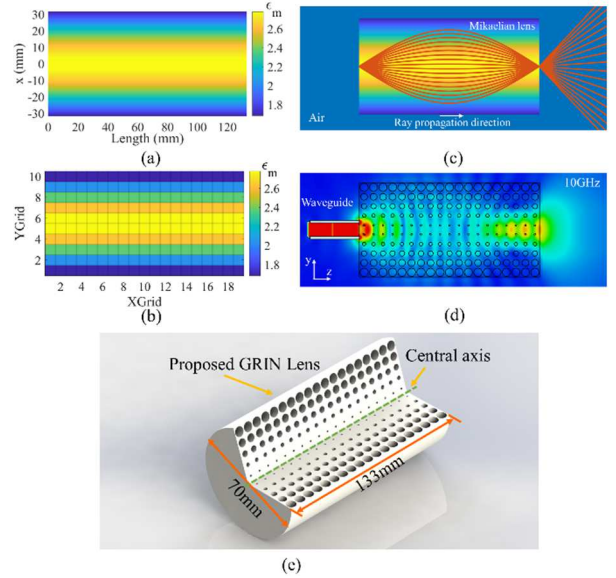 30
20
10
0
-10
-20
-30
x (mm)
0 20 40 60 80 100 120
Length (mm)
ϵm
2.6
2.4
2.2
2
1.8
(a)
Mikaelian lens
Air
Ray propagation direction
(c)
10
8
6
4
2
YGrid
2 4 6 8 10 12 14 16 18
XGrid
ϵm
2.6
2.4
2.2
2
1.8
(b)
10GHz
Waveguide
y
z
(d)
Proposed GRIN Lens
Central axis
70mm
133mm
(e)